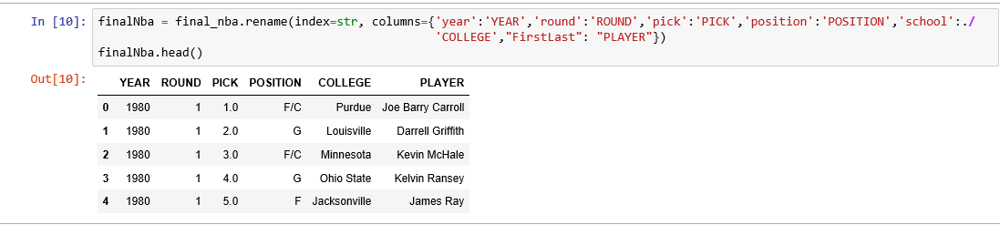 In [10]: finalNba = final_nba.rename(index=str, columns={'year':'YEAR','round':'ROUND','pick':'PICK','position':'POSITION','school':./
'COLLEGE',"FirstLast": "PLAYER"})
finalNba.head()
Out[10]:
YEAR ROUND PICK POSITION COLLEGE PLAYER
0 1980 1 1.0 F/C Purdue Joe Barry Carroll
1 1980 1 2.0 G Louisville Darrell Griffith
2 1980 1 3.0 F/C Minnesota Kevin McHale
3 1980 1 4.0 G Ohio State Kelvin Ransey
4 1980 1 5.0 F Jacksonville James Ray